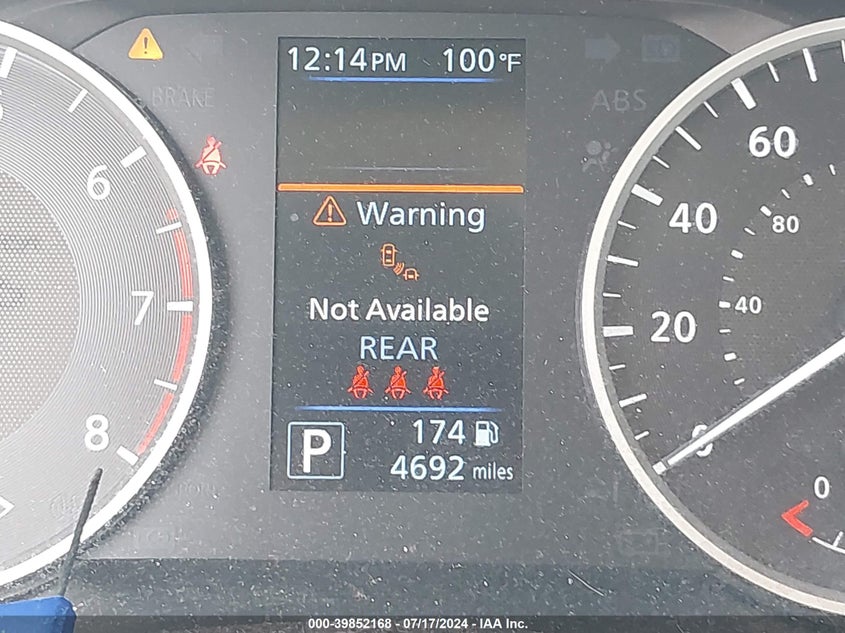 12:14PM 100°F
BRAKE
ABS
Warning
Not Available
REAR
P
174
4692 miles
6
7
8
60
40
20
0
80
40
0
000-39852168 - 07/17/2024 - IAA Inc.